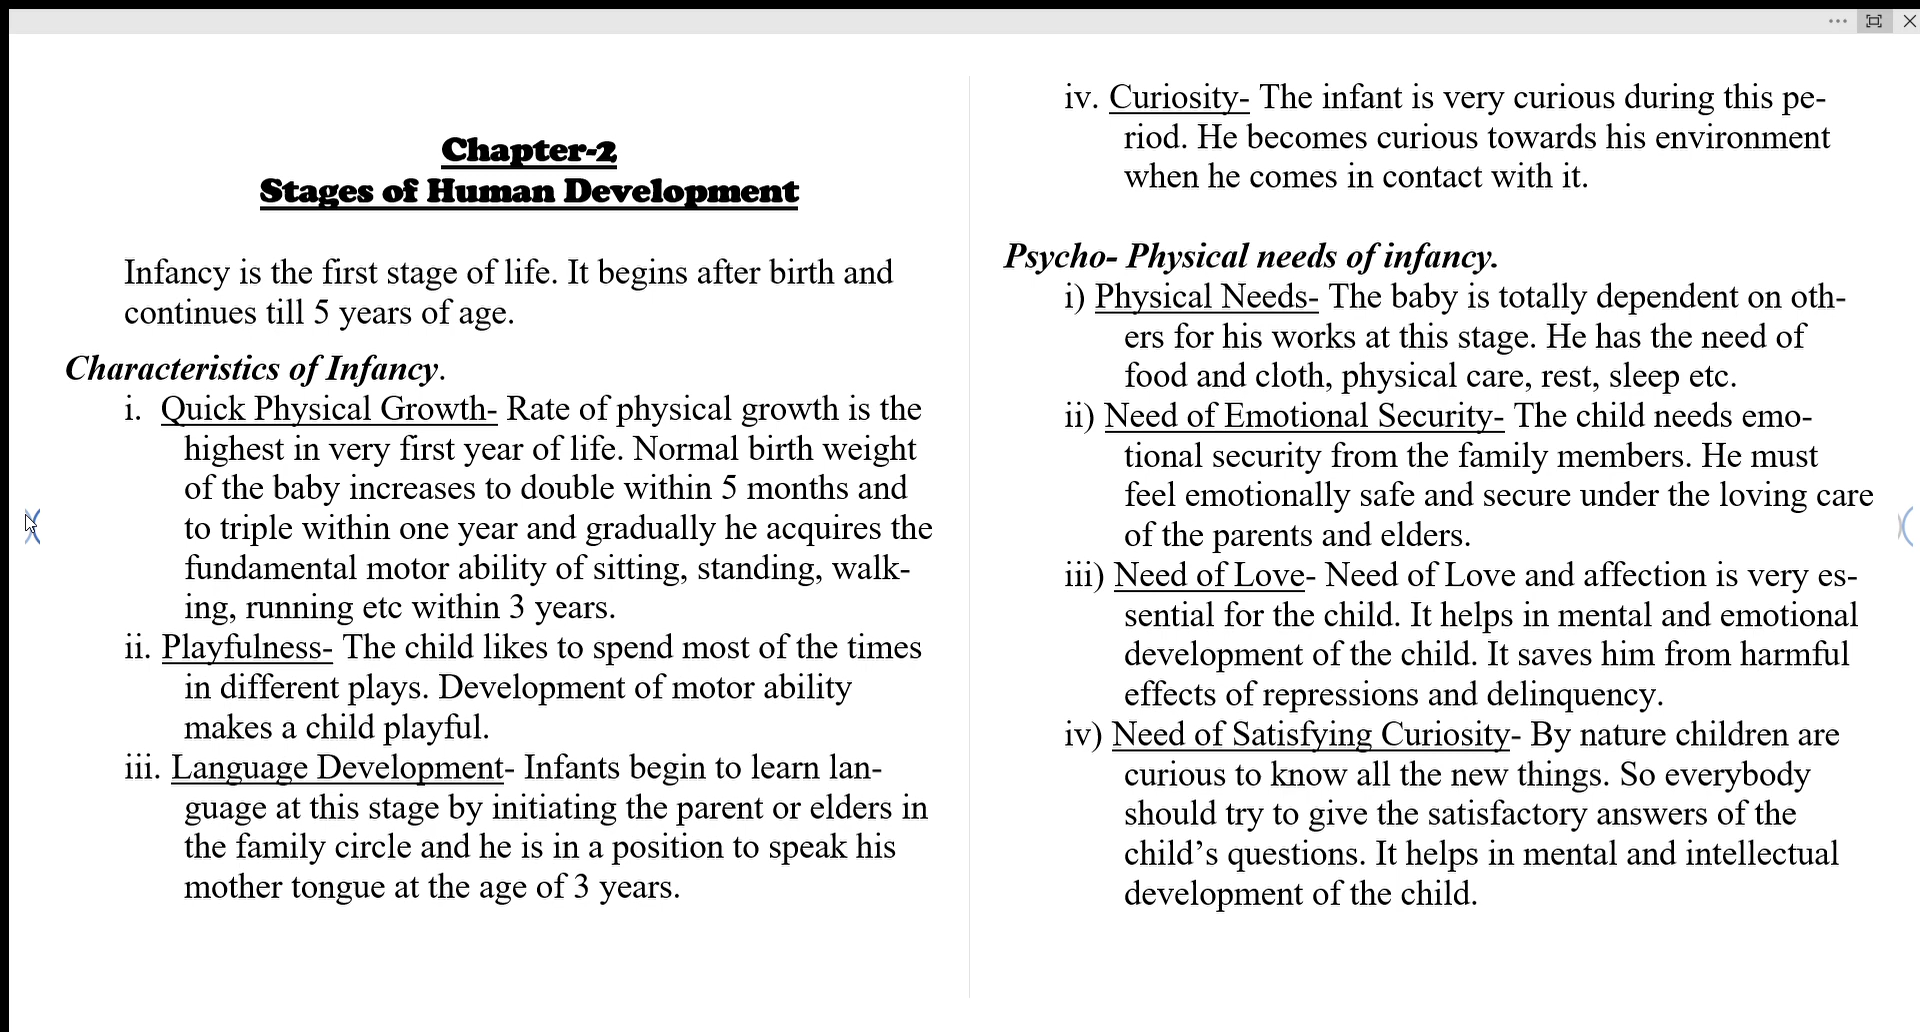 Chapter-2
Stages of Human Development
Infancy is the first stage of life. It begins after birth and
continues till 5 years of age.
Characteristics of Infancy.
i. Quick Physical Growth- Rate of physical growth is the
highest in very first year of life. Normal birth weight
of the baby increases to double within 5 months and
to triple within one year and gradually he acquires the
fundamental motor ability of sitting, standing, walk-
ing, running etc within 3 years.
ii. Playfulness- The child likes to spend most of the times
in different plays. Development of motor ability
makes a child playful.
iii. Language Development- Infants begin to learn lan-
guage at this stage by initiating the parent or elders in
the family circle and he is in a position to speak his
mother tongue at the age of 3 years.
iv. Curiosity- The infant is very curious during this pe-
riod. He becomes curious towards his environment
when he comes in contact with it.
Psycho- Physical needs of infancy.
i) Physical Needs- The baby is totally dependent on oth-
ers for his works at this stage. He has the need of
food and cloth, physical care, rest, sleep etc.
ii) Need of Emotional Security- The child needs emo-
tional security from the family members. He must
feel emotionally safe and secure under the loving care
of the parents and elders.
iii) Need of Love- Need of Love and affection is very es-
sential for the child. It helps in mental and emotional
development of the child. It saves him from harmful
effects of repressions and delinquency.
iv) Need of Satisfying Curiosity- By nature children are
curious to know all the new things. So everybody
should try to give the satisfactory answers of the
child’s questions. It helps in mental and intellectual
development of the child.